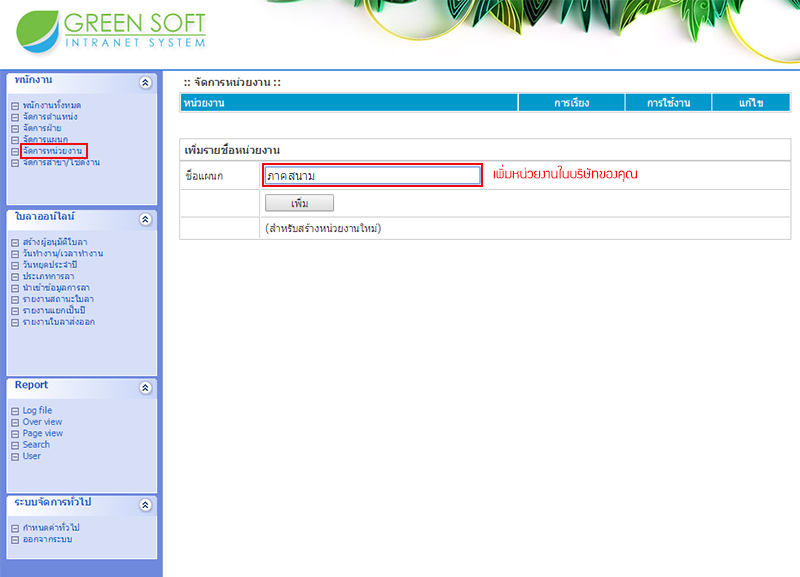 GREEN SOFT
INTRANET SYSTEM
พนักงาน
พนักงานทั้งหมด
จัดการตำแหน่ง
จัดการฝ่าย
จัดการแผนก
จัดการหน่วยงาน
จัดการสาขา/ไซด์งาน
ใบลาออนไลน์
สร้างผู้อนุมัติใบลา
วันทำงาน/เวลาทำงาน
วันหยุดประจำปี
ประเภทการลา
นำเข้าข้อมูลการลา
รายงานสถานะใบลา
รายงานแยกเป็นปี
รายงานใบลาส่งออก
Report
Log file
Over view
Page view
Search
User
ระบบจัดการทั่วไป
กำหนดค่าทั่วไป
ออกจากระบบ
:: จัดการหน่วยงาน ::
หน่วยงาน การเรียง การใช้งาน แก้ไข
เพิ่มรายชื่อหน่วยงาน
ชื่อแผนก ภาคสนาม เพิ่มหน่วยงานในบริษัทของคุณ
เพิ่ม
(สำหรับสร้างหน่วยงานใหม่)